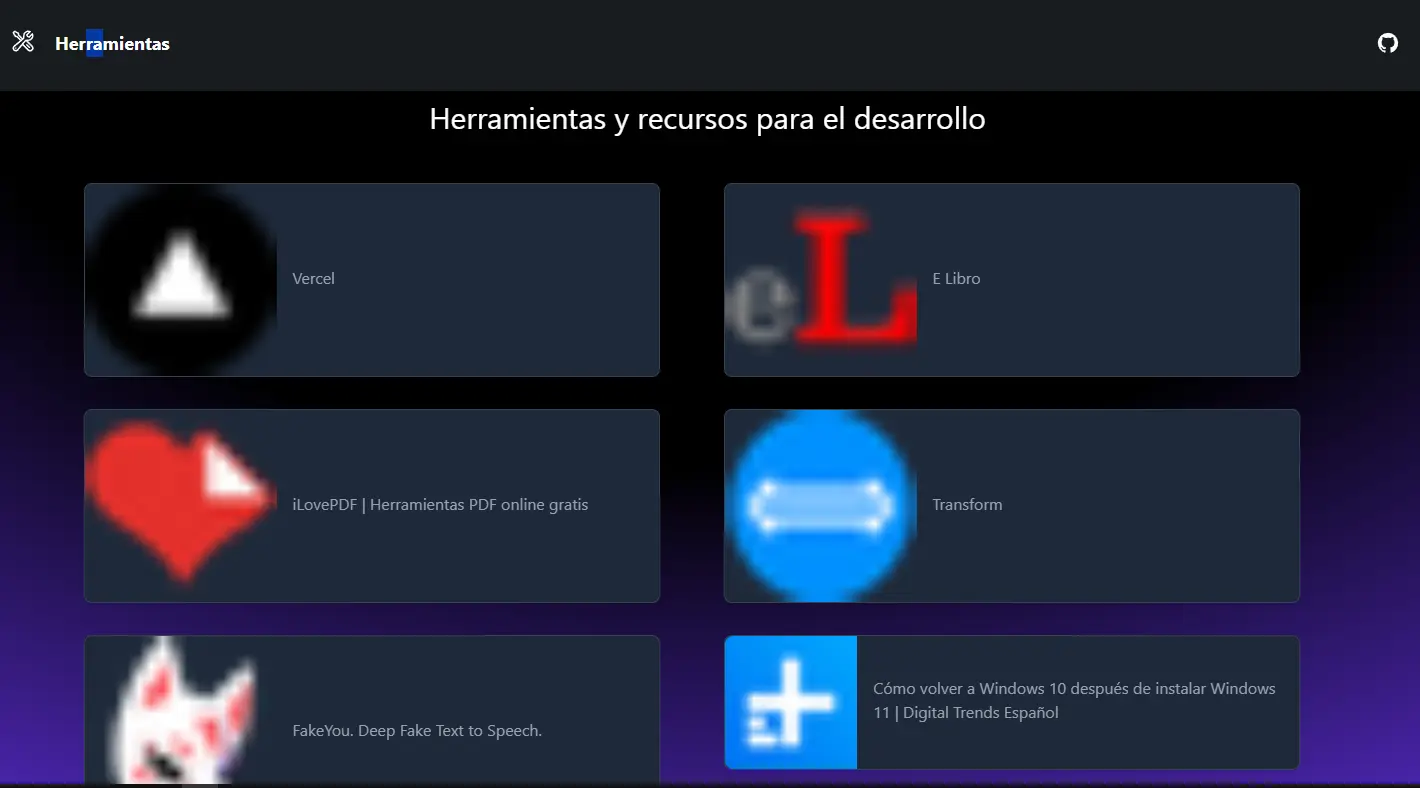 Herramientas
Herramientas y recursos para el desarrollo
Vercel
eL
E Libro
iLovePDF | Herramientas PDF online gratis
Transform
FakeYou. Deep Fake Text to Speech.
Cómo volver a Windows 10 después de instalar Windows
11 | Digital Trends Español